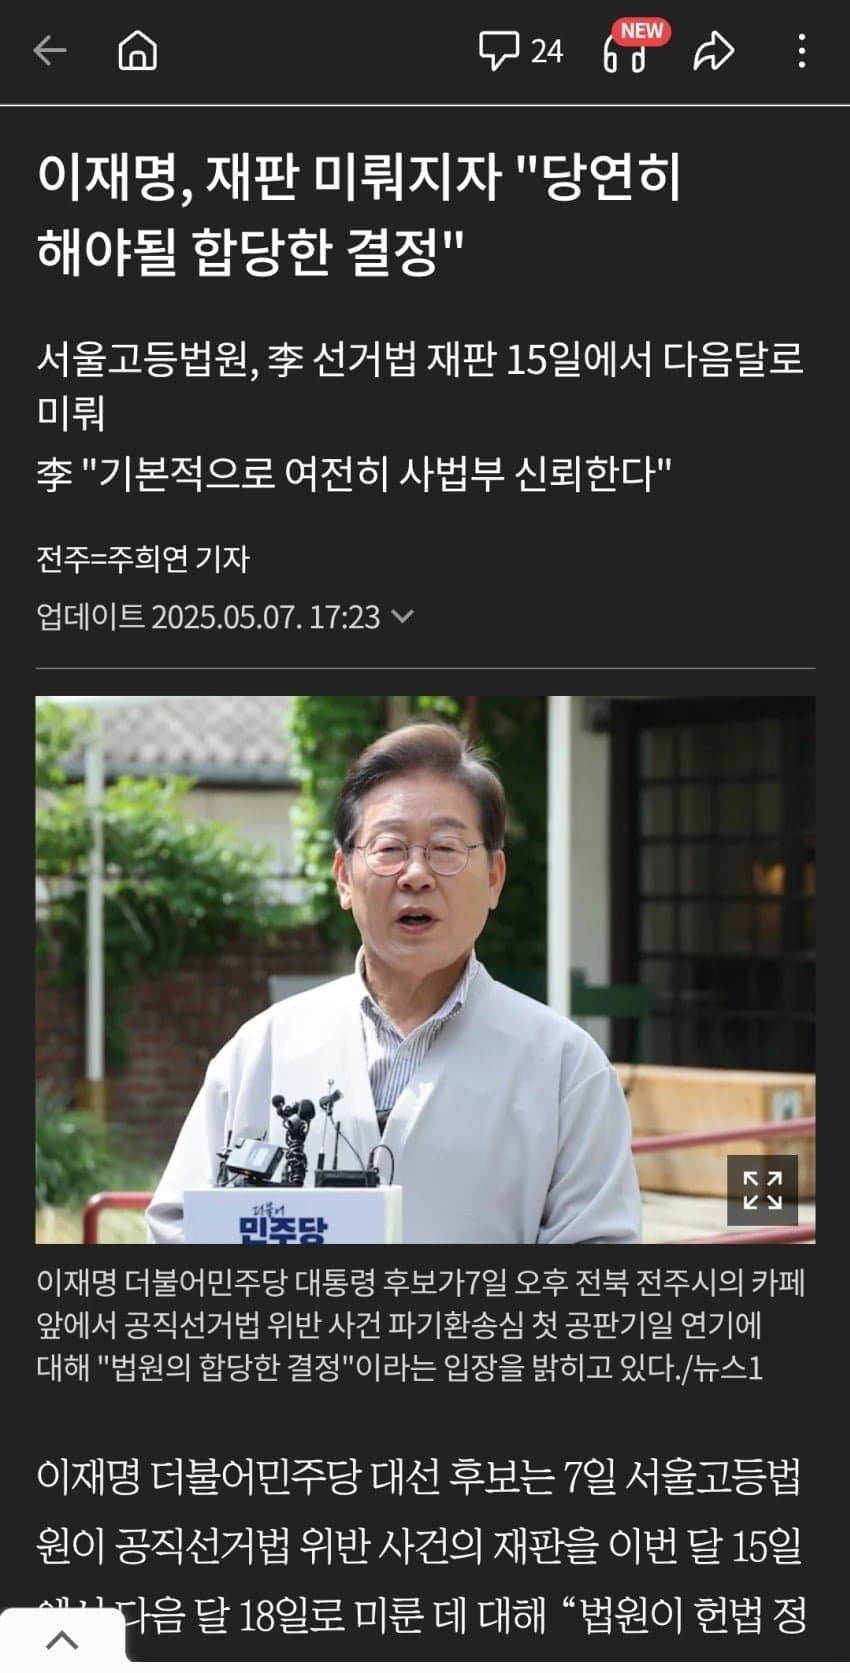 24
NEW
이재명, 재판 미뤄지자 "당연히
해야될 합당한 결정"
서울고등법원, 李 선거법 재판 15일에서 다음달로
미뤄
李 "기본적으로 여전히 사법부 신뢰한다"
전주=주희연 기자
업데이트 2025.05.07. 17:23
더불어
민주당
이재명 더불어민주당 대통령 후보가7일 오후 전북 전주시의 카페
앞에서 공직선거법 위반 사건 파기환송심 첫 공판기일 연기에
대해 "법원의 합당한 결정"이라는 입장을 밝히고 있다./뉴스1
이재명 더불어민주당 대선 후보는 7일 서울고등법
원이 공직선거법 위반 사건의 재판을 이번 달 15일
다음 달 18일로 미룬 데 대해 “법원이 헌법 정